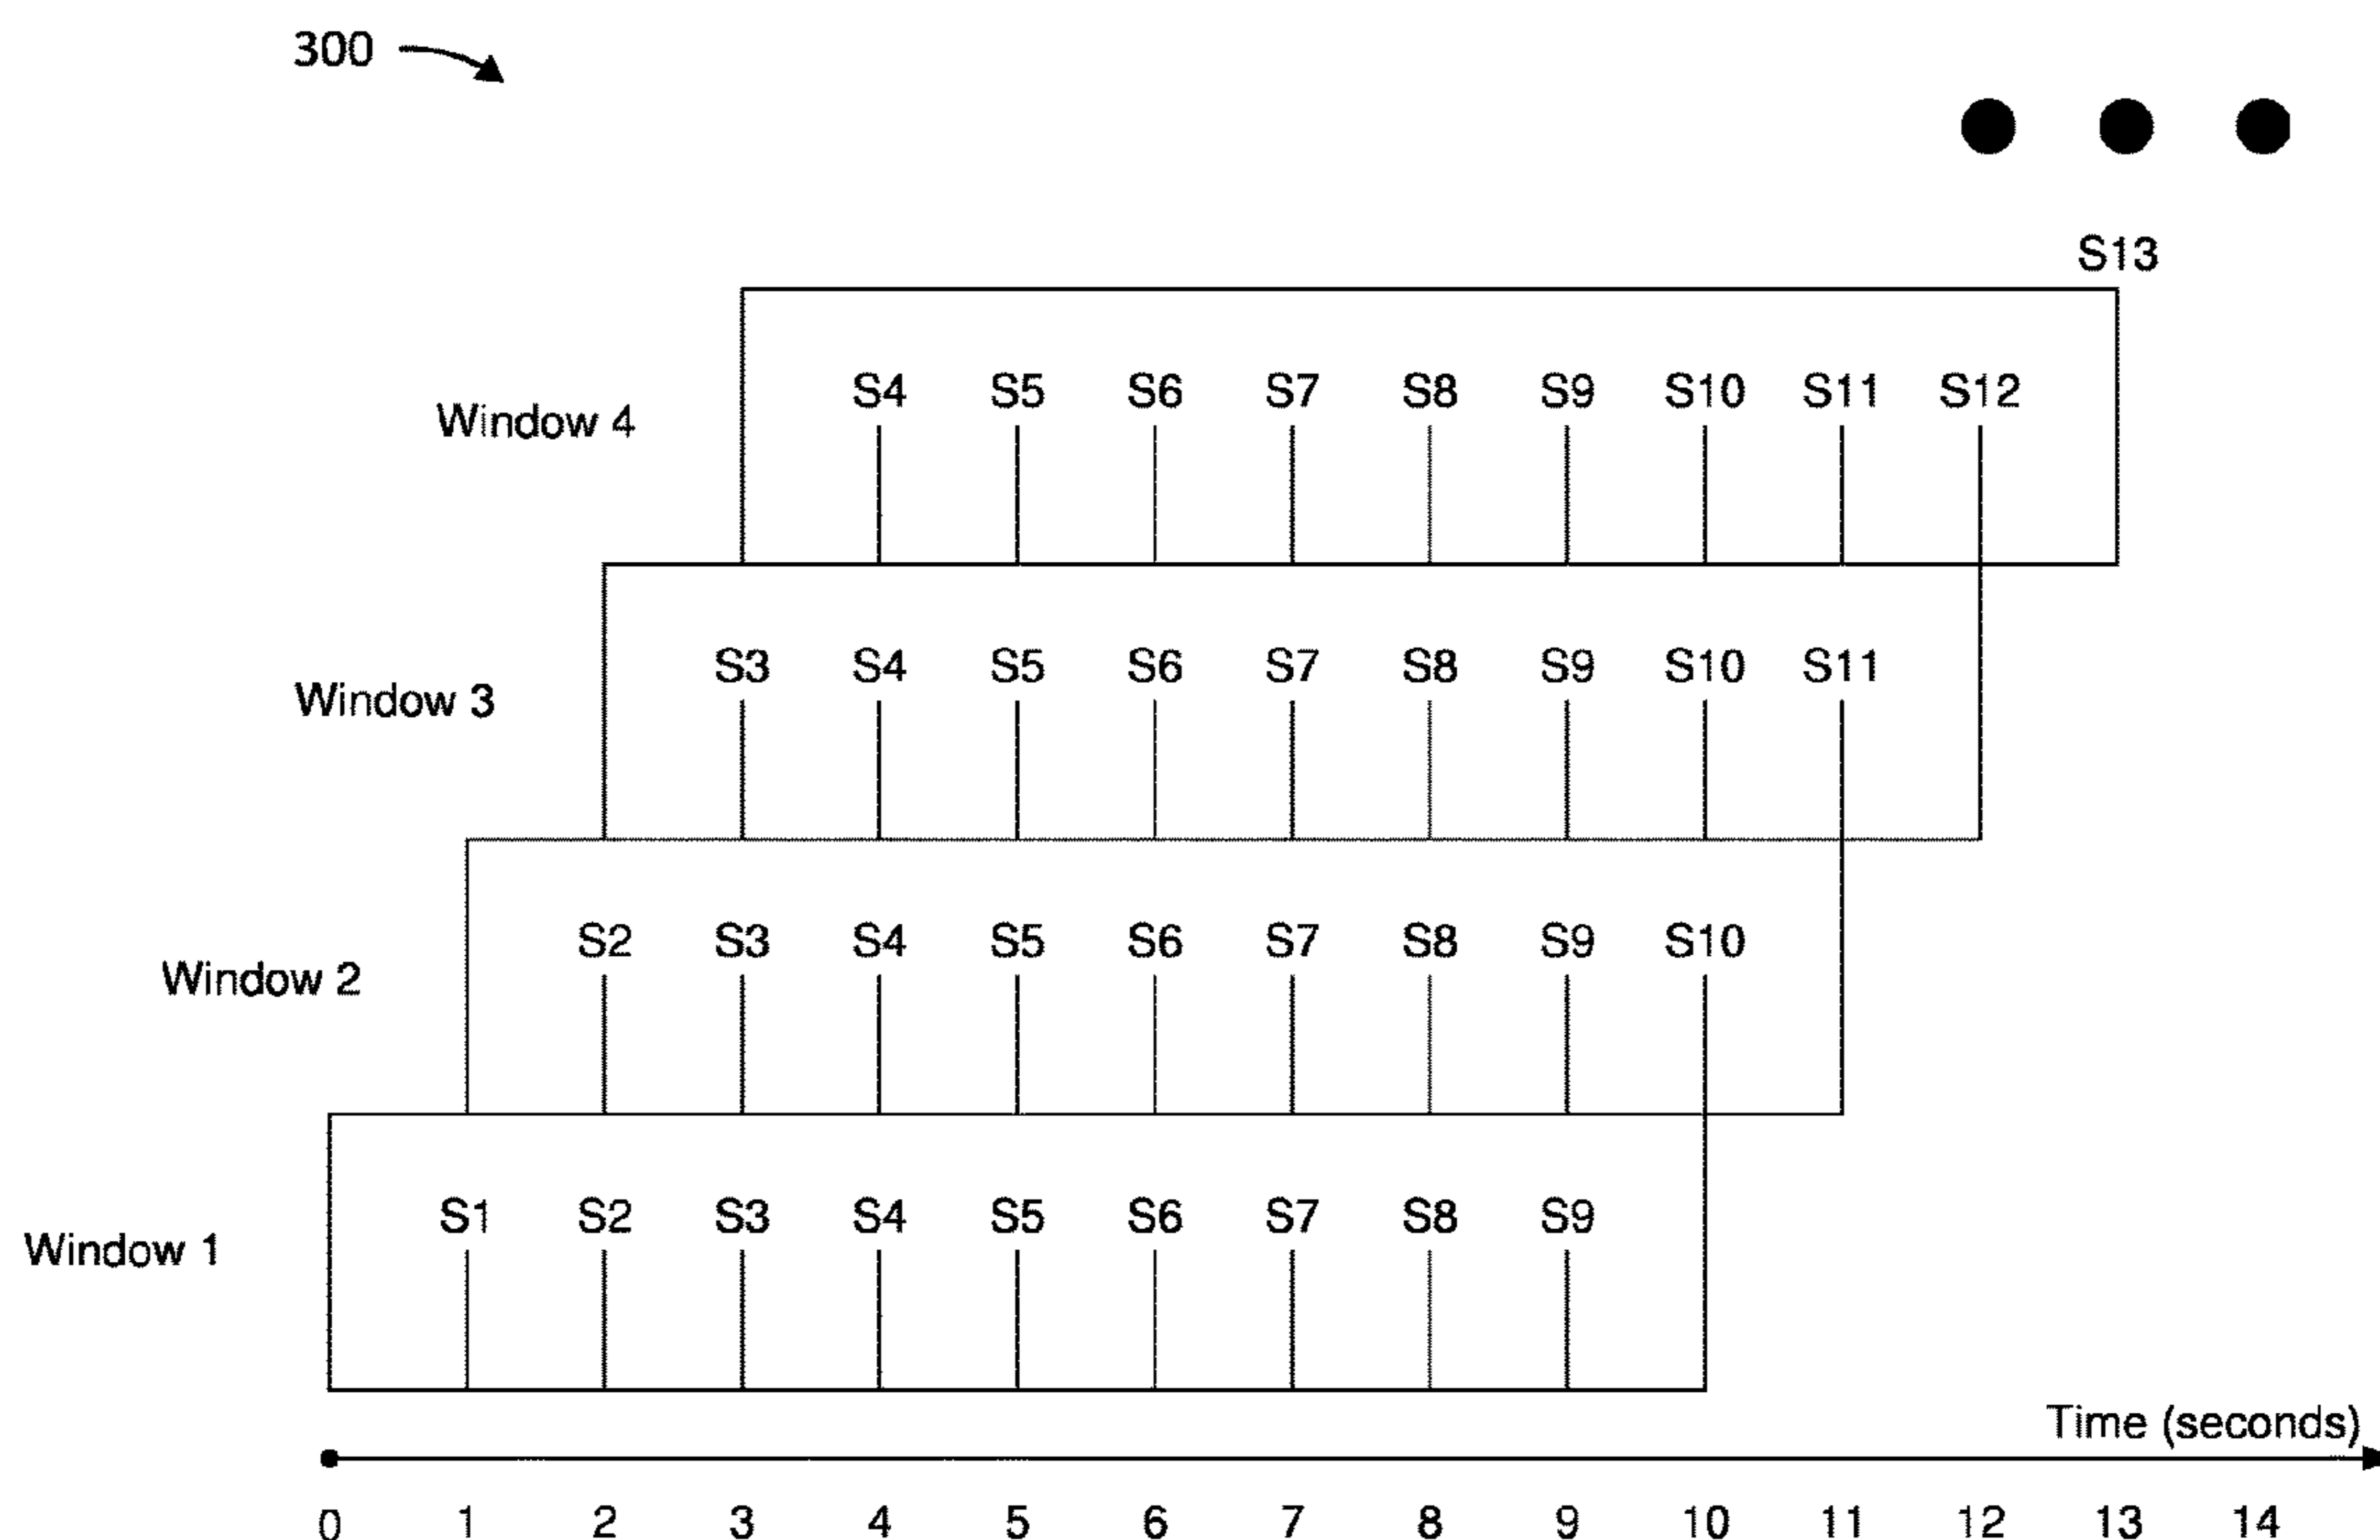 300
S13
S4 S5 S6 S7 S8 S9 S10 S11 S12
Window 4
S3 S4 S5 S6 S7 S8 S9 S10 S11
Window 3
S2 S3 S4 S5 S6 S7 S8 S9 S10
Window 2
S1 S2 S3 S4 S5 S6 S7 S8 S9
Window 1
Time (seconds)
0 1 2 3 4 5 6 7 8 9 10 11 12 13 14